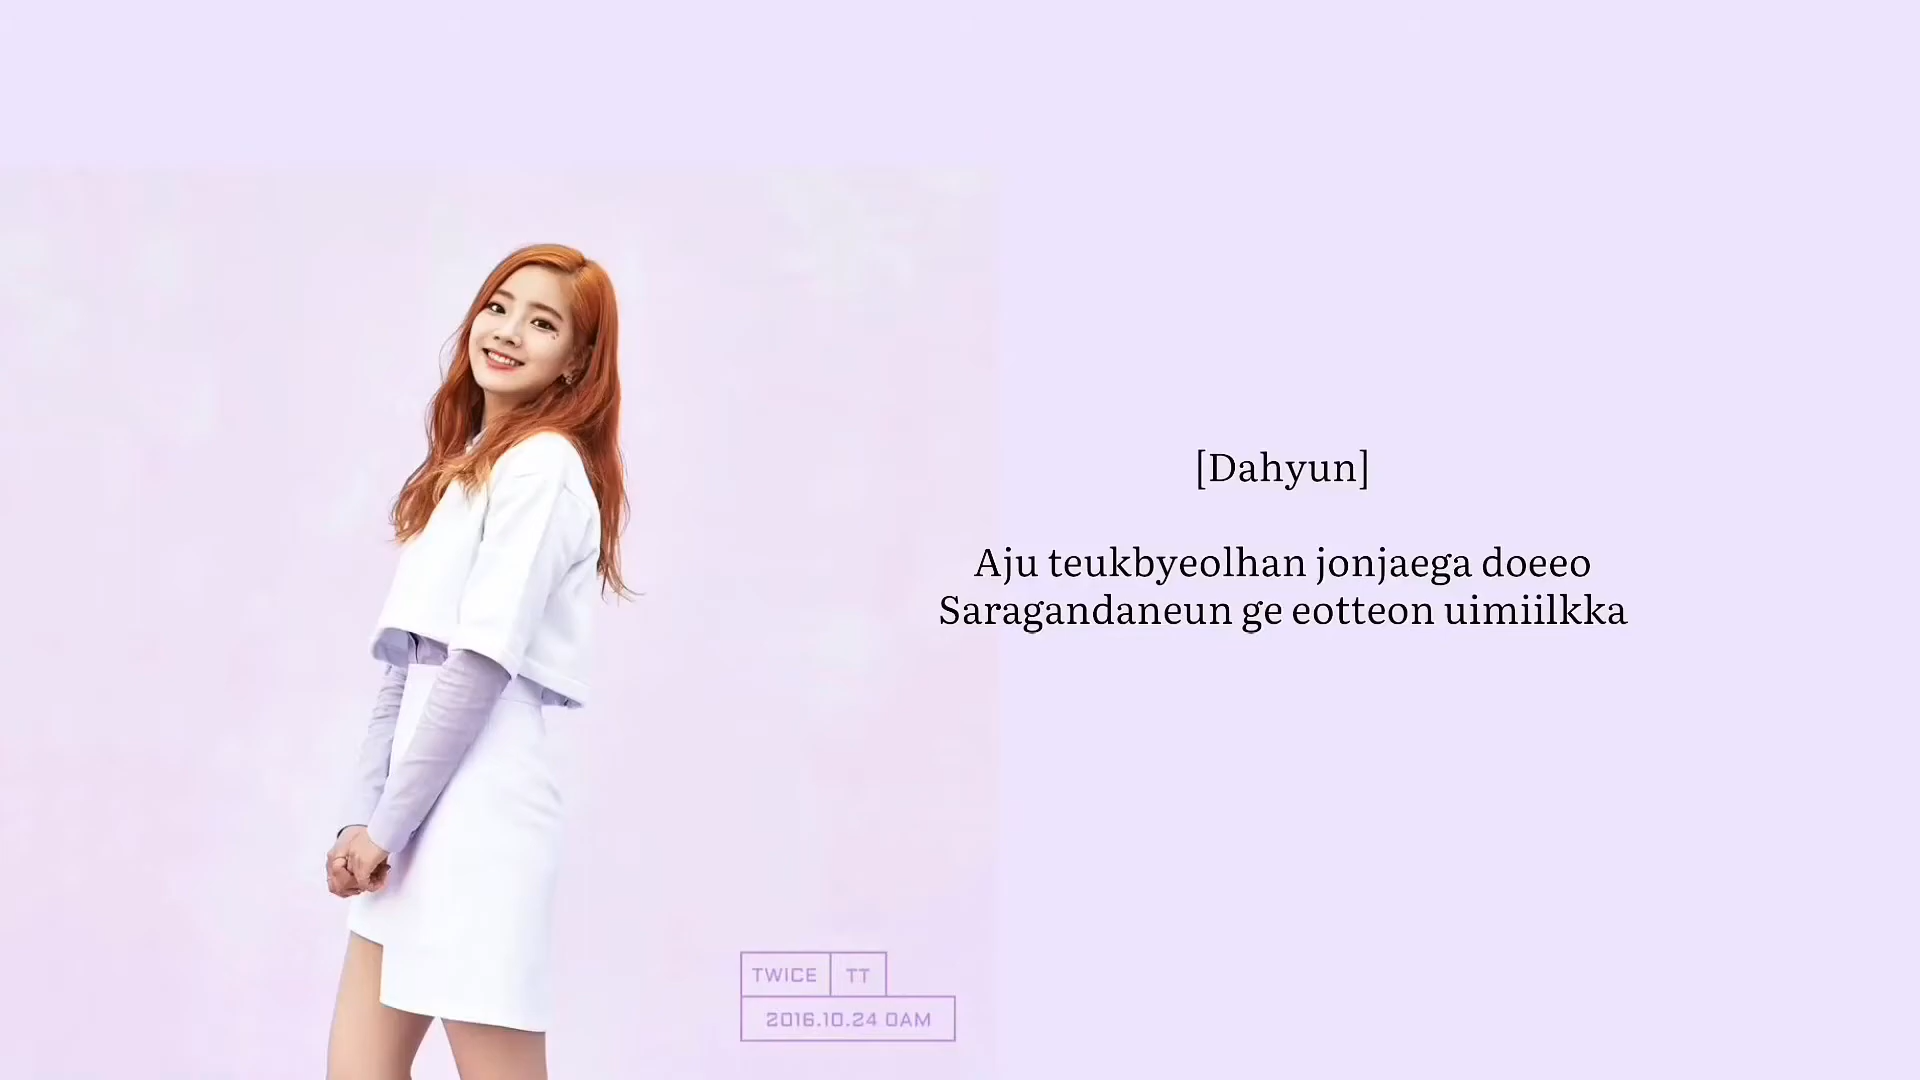 [Dahyun]
Aju teukbyeolhan jonjaega doeeo
Saragandaneun ge eotteon uimiilkka
TWICE TT
2016.10.24 0AM